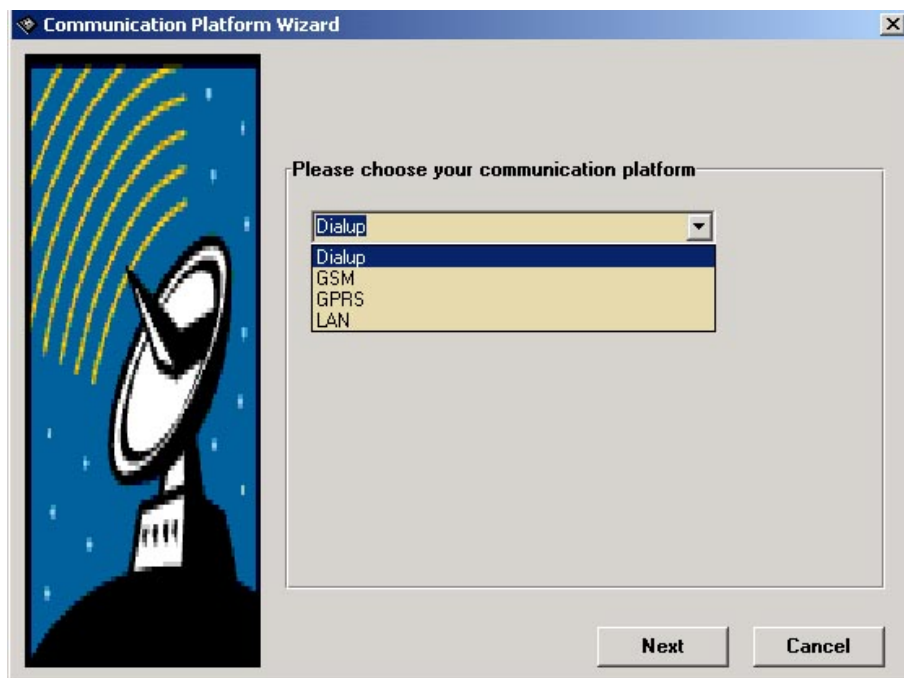 Communication Platform Wizard
Please choose your communication platform
Dialup
Dialup
GSM
GPRS
LAN
Next
Cancel